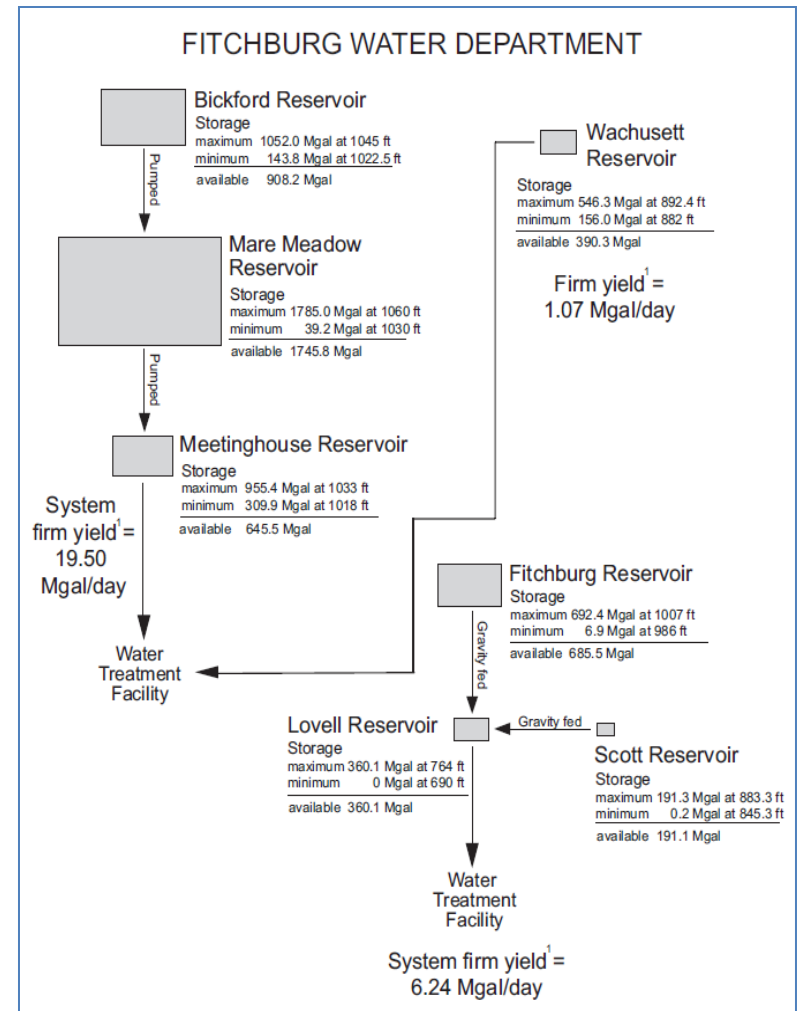 FITCHBURG WATER DEPARTMENT
Bickford Reservoir
Storage
maximum 1052.0 Mgal at 1045 ft
minimum 143.8 Mgal at 1022.5 ft
available 908.2 Mgal
Pumped
Wachusett
Reservoir
Storage
maximum 546.3 Mgal at 892.4 ft
minimum 156.0 Mgal at 882 ft
available 390.3 Mgal
Firm yield¹ =
1.07 Mgal/day
Mare Meadow
Reservoir
Storage
maximum 1785.0 Mgal at 1060 ft
minimum 39.2 Mgal at 1030 ft
available 1745.8 Mgal
Pumped
Meetinghouse Reservoir
Storage
maximum 955.4 Mgal at 1033 ft
minimum 309.9 Mgal at 1018 ft
available 645.5 Mgal
System
firm yield¹ =
19.50
Mgal/day
Water
Treatment
Facility
Fitchburg Reservoir
Storage
maximum 692.4 Mgal at 1007 ft
minimum 6.9 Mgal at 986 ft
available 685.5 Mgal
Gravity fed
Lovell Reservoir
Storage
maximum 360.1 Mgal at 764 ft
minimum 0 Mgal at 690 ft
available 360.1 Mgal
Gravity fed
Scott Reservoir
Storage
maximum 191.3 Mgal at 883.3 ft
minimum 0.2 Mgal at 845.3 ft
available 191.1 Mgal
Water
Treatment
Facility
System firm yield¹ =
6.24 Mgal/day